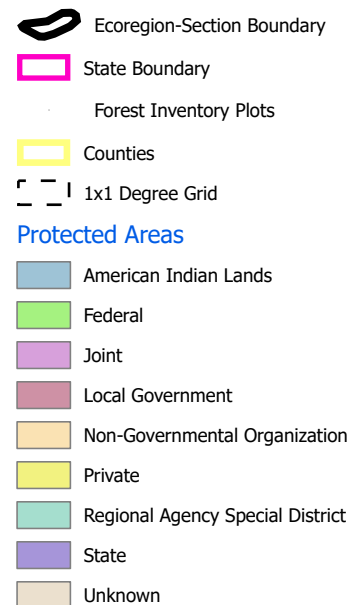 Ecoregion-Section Boundary
State Boundary
Forest Inventory Plots
Counties
1x1 Degree Grid
Protected Areas
American Indian Lands
Federal
Joint
Local Government
Non-Governmental Organization
Private
Regional Agency Special District
State
Unknown